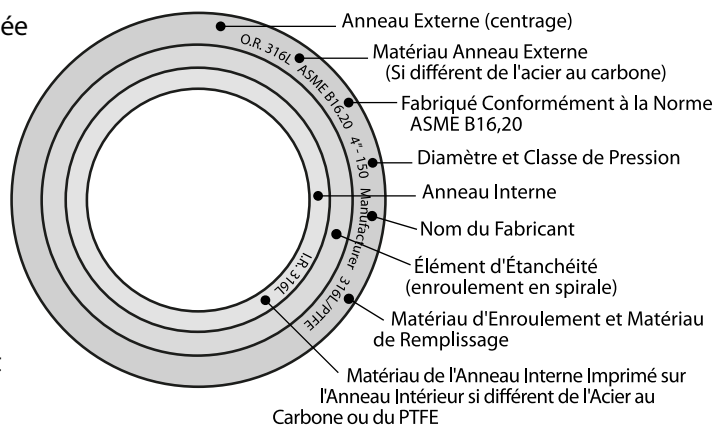 ée
Anneau Externe (centrage)
Matériau Anneau Externe
(Si différent de l'acier au carbone)
Fabriqué Conformément à la Norme
ASME B16,20
Diamètre et Classe de Pression
Anneau Interne
Nom du Fabricant
Élément d'Étanchéité
(enroulement en spirale)
Matériau d'Enroulement et Matériau
de Remplissage
Matériau de l'Anneau Interne Imprimé sur
l'Anneau Intérieur si différent de l'Acier au
Carbone ou du PTFE
O.R. 316L ASME B16.20 4"- 150 Manufacturer 316L/PTFE
I.R. 316L